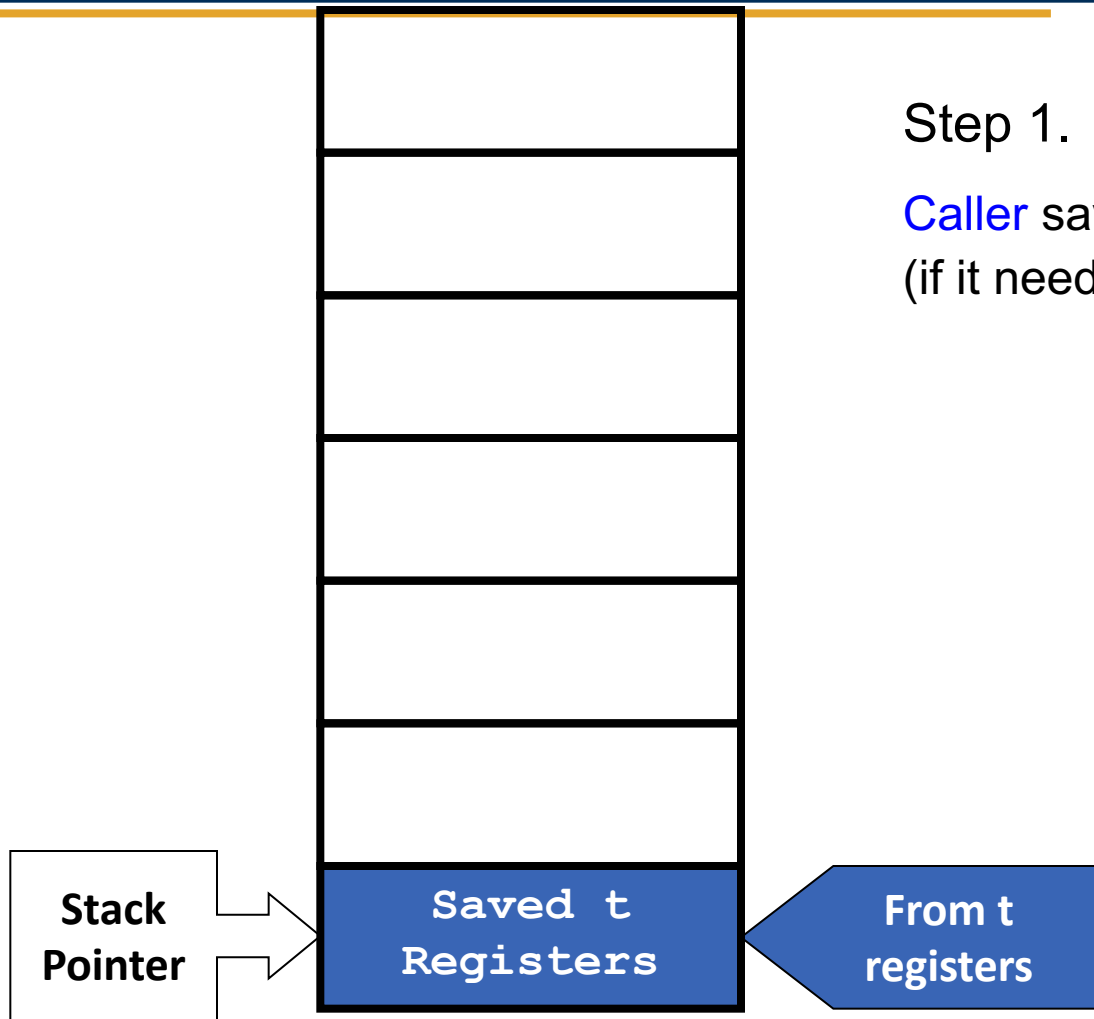 Step 1.
Caller
(if it
Stack
Pointer
Saved t
Registers
From t
registers